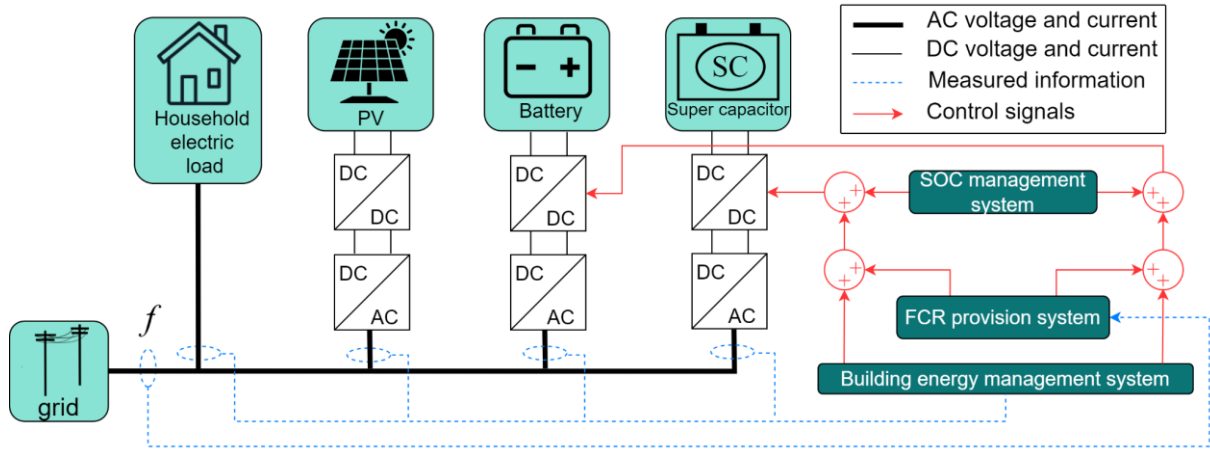 AC voltage and current
DC voltage and current
Measured information
Control signals
Household
electric
load
PV
Battery
SC
Super capacitor
DC
DC
DC
DC
DC
DC
SOC management
system
DC
AC
DC
AC
DC
AC
f
FCR provision system
grid
Building energy management system